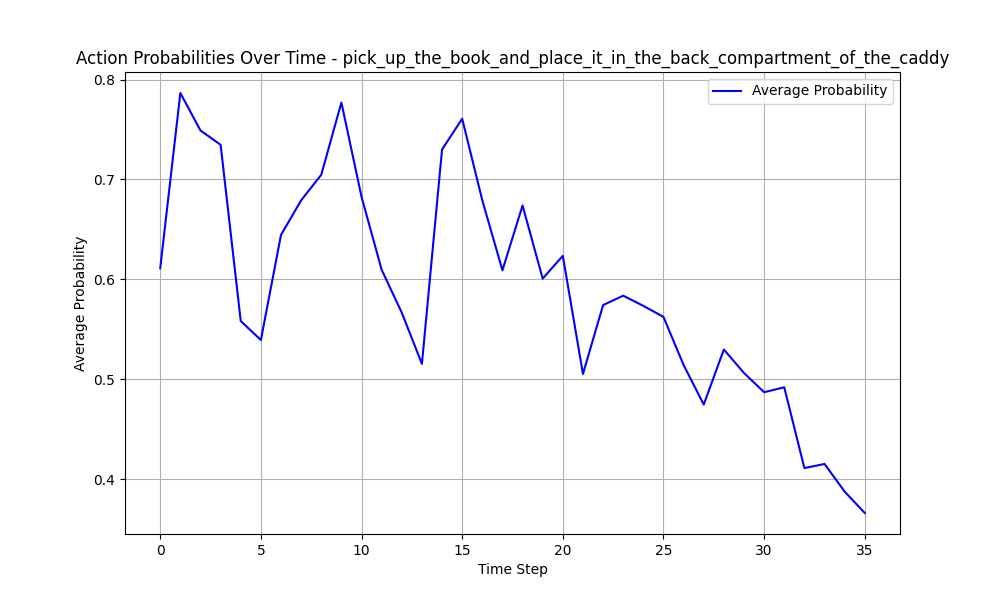 Action Probabilities Over Time - pick_up_the_book_and_place_it_in_the_back_compartment_of_the_caddy
Average Probability
0.8
0.7
0.6
0.5
0.4
Average Probability
0 5 10 15 20 25 30 35
Time Step